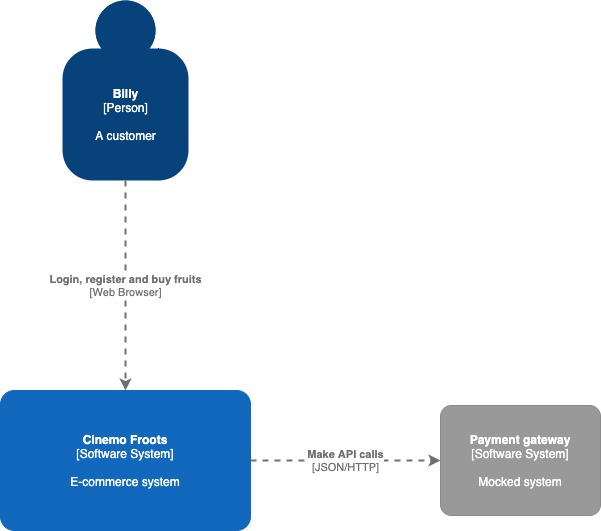 Billy
[Person]
A customer
Login, register and buy fruits
[Web Browser]
Cinemo Froots
[Software System]
E-commerce system
Make API calls
[JSON/HTTP]
Payment gateway
[Software System]
Mocked system